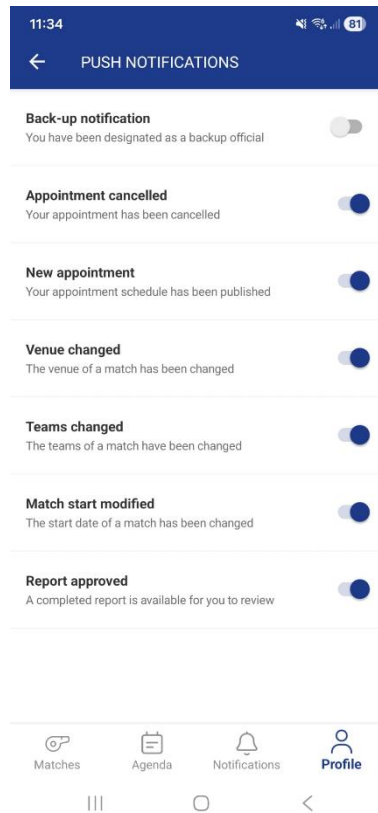 11:34
81
PUSH NOTIFICATIONS
Back-up notification
You have been designated as a backup official
Appointment cancelled
Your appointment has been cancelled
New appointment
Your appointment schedule has been published
Venue changed
The venue of a match has been changed
Teams changed
The teams of a match have been changed
Match start modified
The start date of a match has been changed
Report approved
A completed report is available for you to review
Matches
Agenda
Notifications
Profile